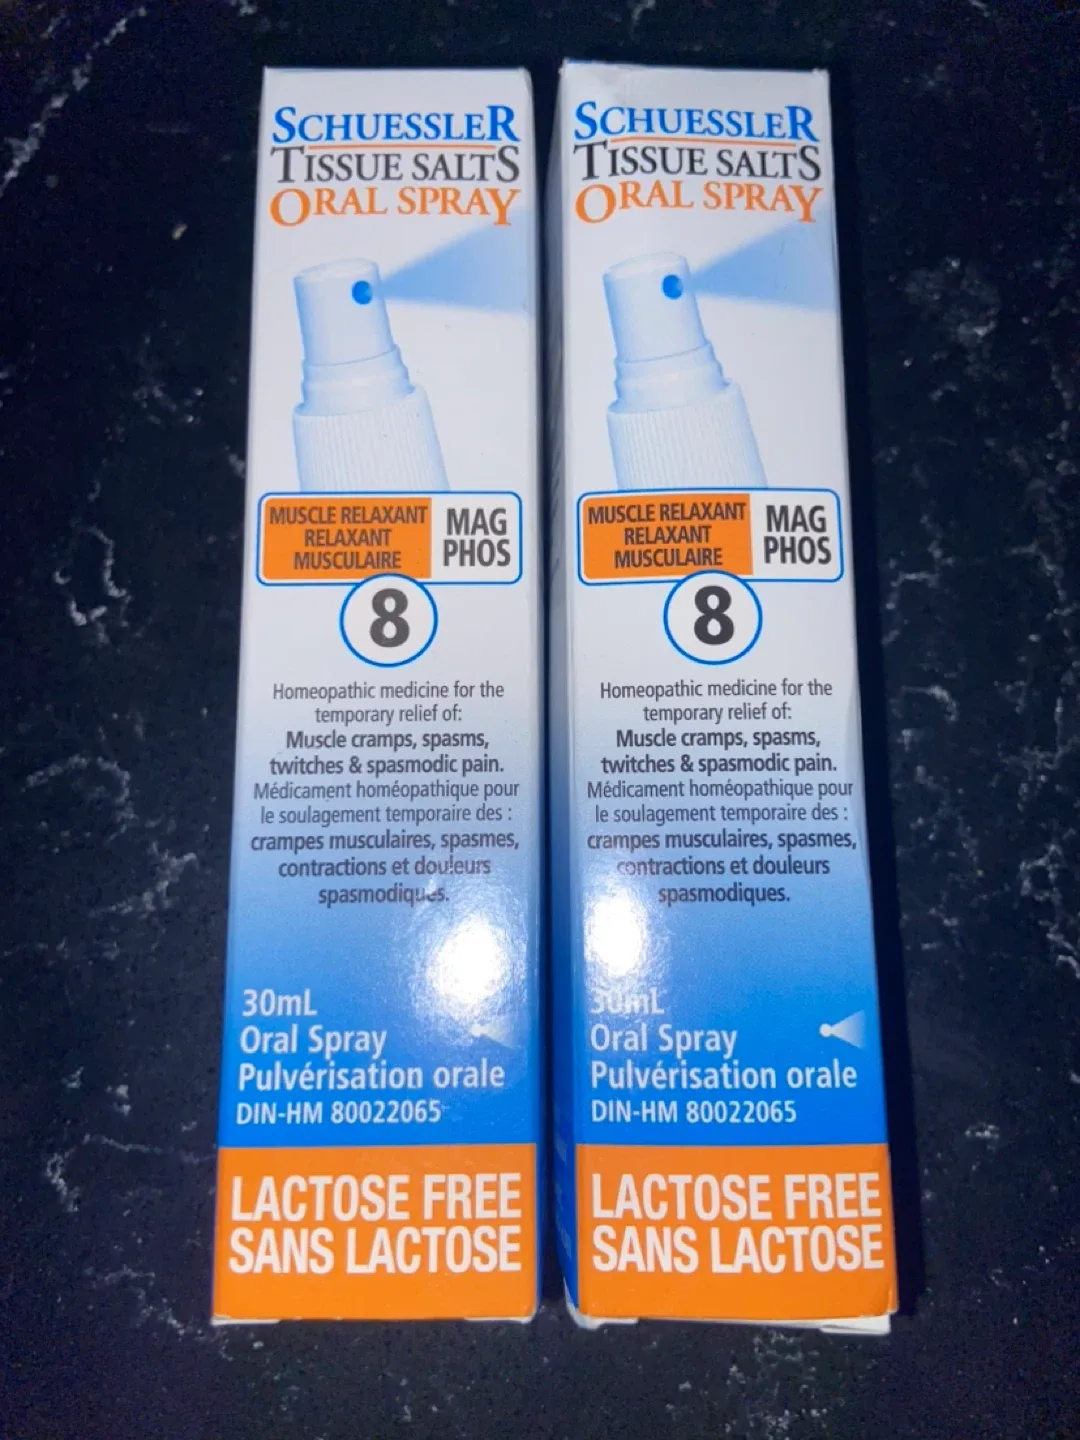 SCHUESSLER
TISSUE SALTS
ORAL SPRAY
MUSCLE RELAXANT
RELAXANT
MUSCULAIRE
MAG
PHOS
8
Homeopathic medicine for the
temporary relief of:
Muscle cramps, spasms,
twitches & spasmodic pain.
Médicament homéopathique pour
le soulagement temporaire des :
crampes musculaires, spasmes,
contractions et douleurs
spasmodiques.
30mL
Oral Spray
Pulvérisation orale
DIN-HM 80022065
LACTOSE FREE
SANS LACTOSE
SCHUESSLER
TISSUE SALTS
ORAL SPRAY
MUSCLE RELAXANT
RELAXANT
MUSCULAIRE
MAG
PHOS
8
Homeopathic medicine for the
temporary relief of:
Muscle cramps, spasms,
twitches & spasmodic pain.
Médicament homéopathique pour
le soulagement temporaire des :
crampes musculaires, spasmes,
contractions et douleurs
spasmodiques.
30mL
Oral Spray
Pulvérisation orale
DIN-HM 80022065
LACTOSE FREE
SANS LACTOSE